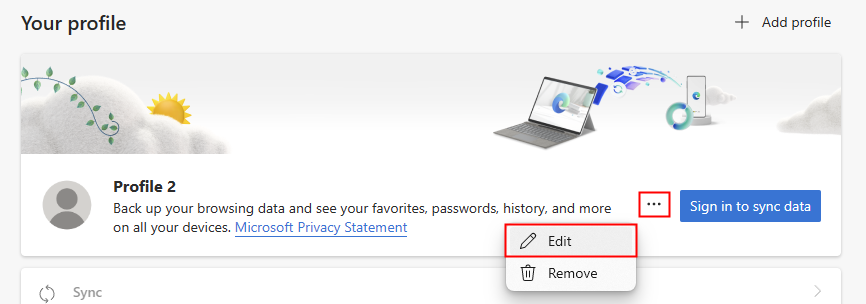 Your profile
Add profile
Profile 2
Back up your browsing data and see your favorites, passwords, history, and more
on all your devices. Microsoft Privacy Statement
... Sign in to sync data
Edit
Remove
Sync